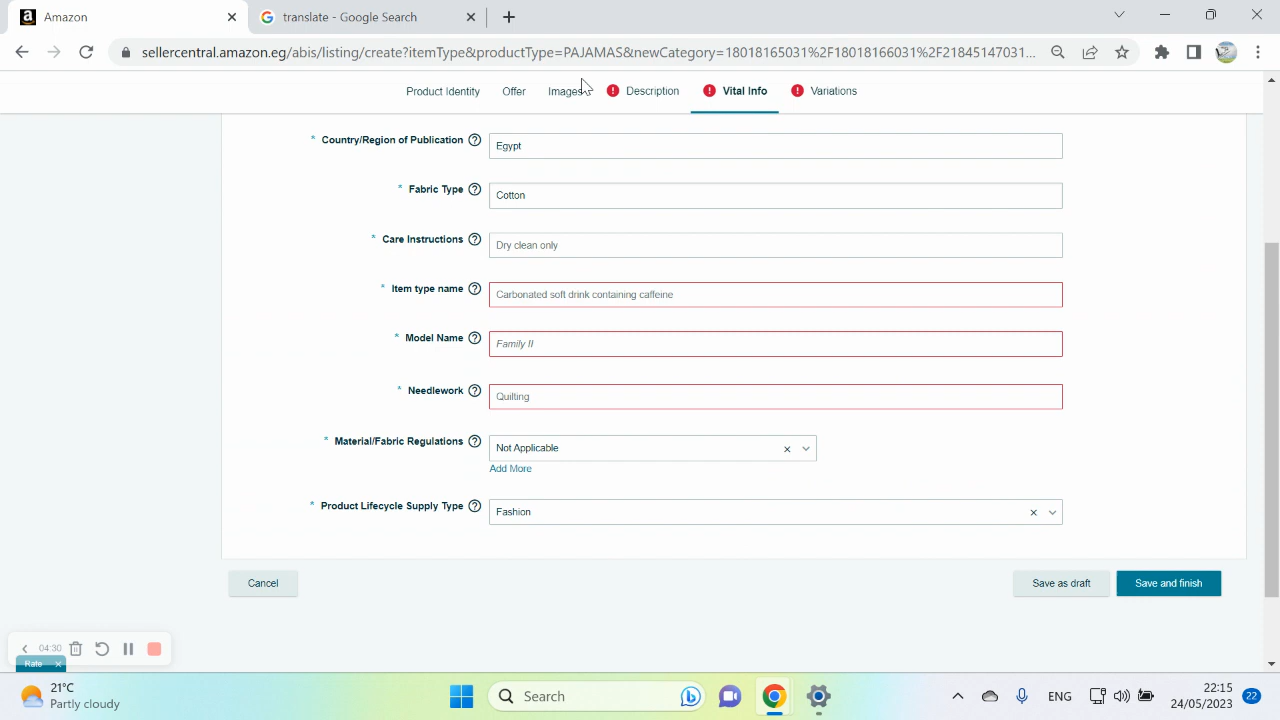 Amazon
translate - Google Search
sellercentral.amazon.eg/abis/listing/create?itemType&productType=PAJAMAS&newCategory=18018165031%2F18018166031%2F21845147031...
Product Identity Offer Images Description Vital Info Variations
* Country/Region of Publication Egypt
* Fabric Type Cotton
* Care Instructions Dry clean only
* Item type name Carbonated soft drink containing caffeine
* Model Name Family II
* Needlework Quilting
* Material/Fabric Regulations Not Applicable
Add More
* Product Lifecycle Supply Type Fashion
Cancel Save as draft Save and finish
04:30
Rate
21°C
Partly cloudy
Search
ENG
22:15
24/05/2023
22